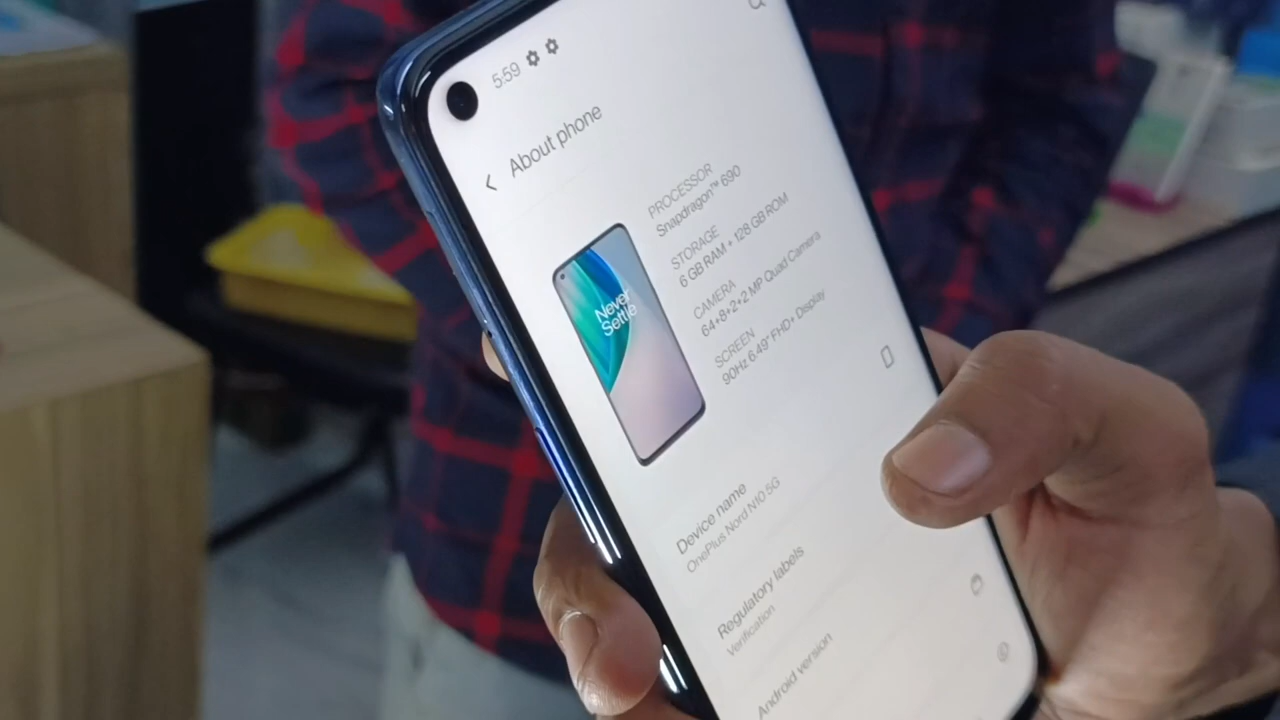 5:59
About phone
PROCESSOR
Snapdragon™ 690
STORAGE
6 GB RAM + 128 GB ROM
CAMERA
64+8+2+2 MP Quad Camera
SCREEN
90Hz 6.49" FHD+ Display
Never
Settle
Device name
OnePlus Nord N10 5G
Regulatory labels
Verification
Android version